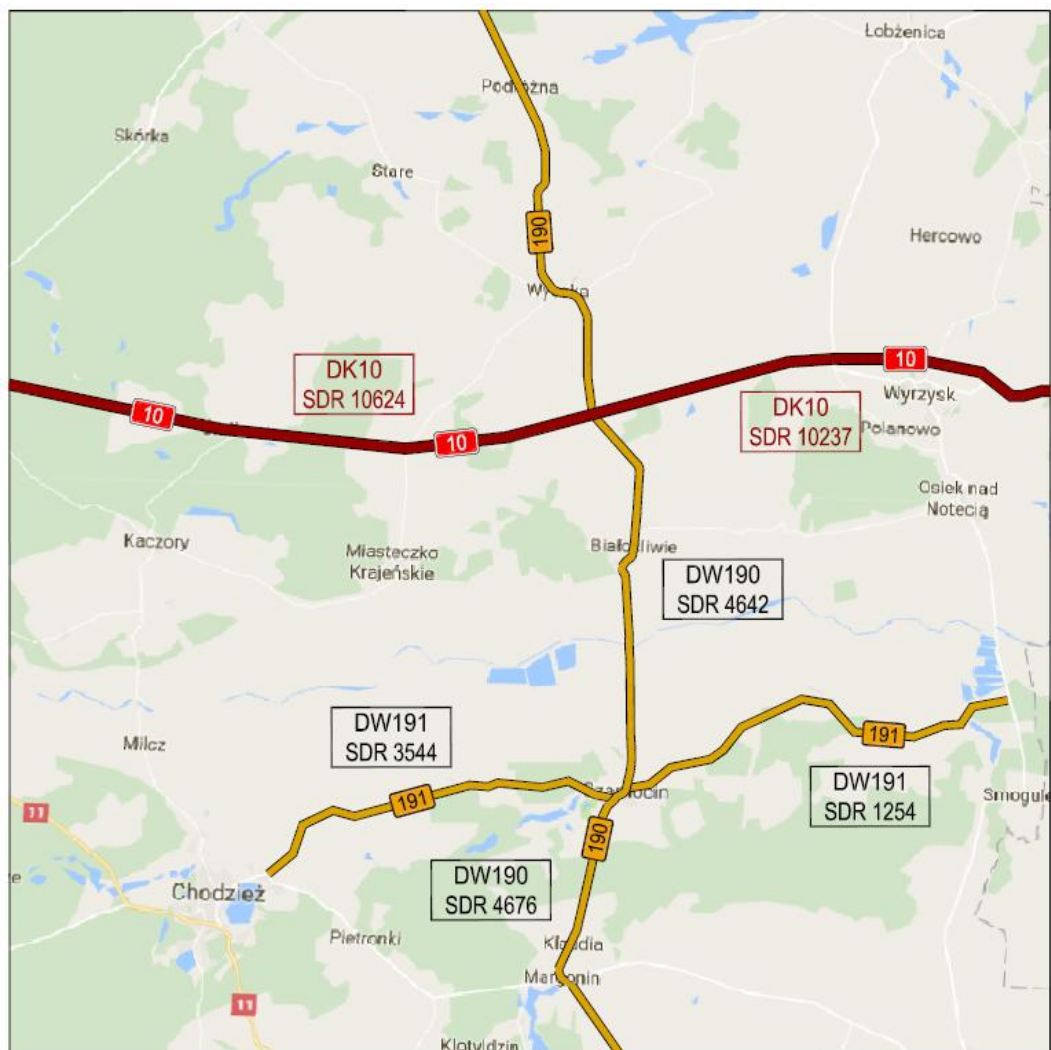 Łobżenica
Podróżna
Skórka
Stare
190
Hercowo
DK10
SDR 10624
10
Wyrzysk
10
10
DK10
SDR 10237
Polanowo
Osiek nad
Notecią
Kaczory
Miasteczko
Krajeńskie
Białośliwie
DW190
SDR 4642
DW191
SDR 3544
Milcz
191
191
DW191
SDR 1254
11
190
DW190
SDR 4676
Chodzież
Pietronki
Klaudia
Margonin
11